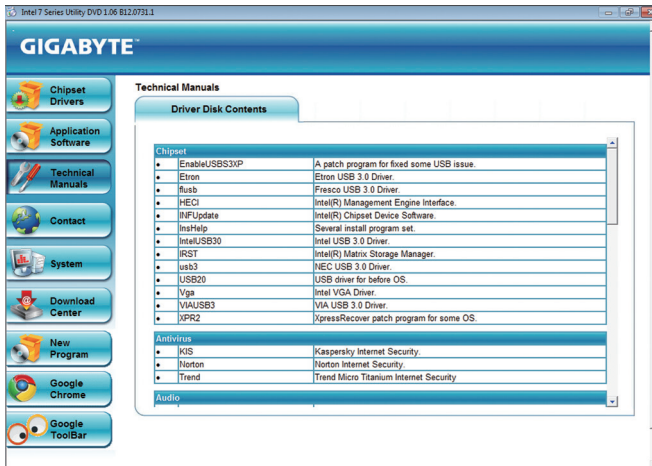 Intel 7 Series Utility DVD 1.06 B12.0731.1
GIGABYTE™
Chipset
Drivers
Application
Software
Technical
Manuals
Contact
System
Download
Center
New
Program
Google
Chrome
Google
ToolBar
Technical Manuals
Driver Disk Contents
Chipset
• EnableUSBS3XP A patch program for fixed some USB issue.
• Etron Etron USB 3.0 Driver.
• flusb Fresco USB 3.0 Driver.
• HECI Intel(R) Management Engine Interface.
• INFUpdate Intel(R) Chipset Device Software.
• InsHelp Several install program set.
• IntelUSB30 Intel USB 3.0 Driver.
• IRST Intel(R) Matrix Storage Manager.
• usb3 NEC USB 3.0 Driver.
• USB20 USB driver for before OS.
• Vga Intel VGA Driver.
• VIAUSB3 VIA USB 3.0 Driver.
• XPR2 XpressRecover patch program for some OS.
Antivirus
• KIS Kaspersky Internet Security.
• Norton Norton Internet Security.
• Trend Trend Micro Titanium Internet Security
Audio